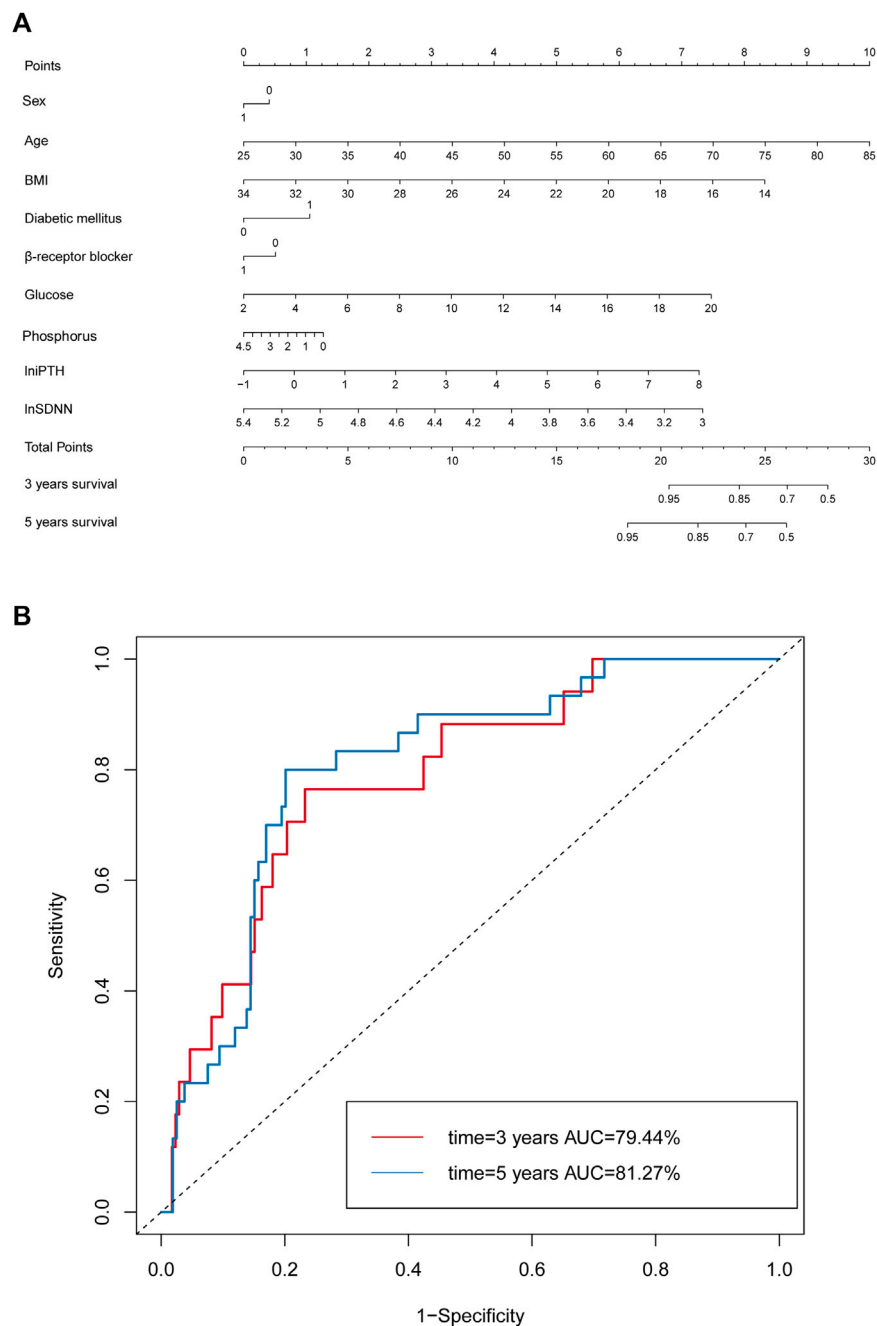 A
Points 0 1 2 3 4 5 6 7 8 9 10
Sex 0
1
Age
25 30 35 40 45 50 55 60 65 70 75 80 85
BMI
34 32 30 28 26 24 22 20 18 16 14
Diabetic mellitus 1
0
β-receptor blocker 0
1
Glucose
2 4 6 8 10 12 14 16 18 20
Phosphorus
4.5 3 2 1 0
lniPTH
−1 0 1 2 3 4 5 6 7 8
lnSDNN
5.4 5.2 5 4.8 4.6 4.4 4.2 4 3.8 3.6 3.4 3.2 3
Total Points
0 5 10 15 20 25 30
3 years survival
0.95 0.85 0.7 0.5
5 years survival
0.95 0.85 0.7 0.5
B
1.0
0.8
0.6
0.4
0.2
0.0
Sensitivity
time=3 years AUC=79.44%
time=5 years AUC=81.27%
0.0 0.2 0.4 0.6 0.8 1.0
1−Specificity